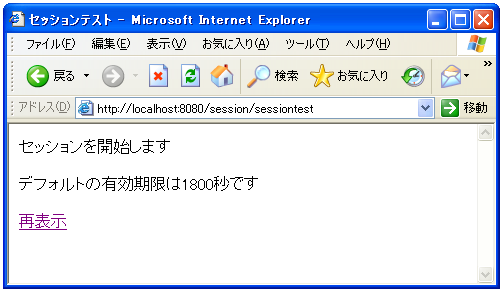 セッションテスト - Microsoft Internet Explorer
ファイル(F) 編集(E) 表示(V) お気に入り(A) ツール(T) ヘルプ(H)
戻る 検索 お気に入り »
アドレス(D) http://localhost:8080/session/sessiontest 移動
セッションを開始します
デフォルトの有効期限は1800秒です
再表示